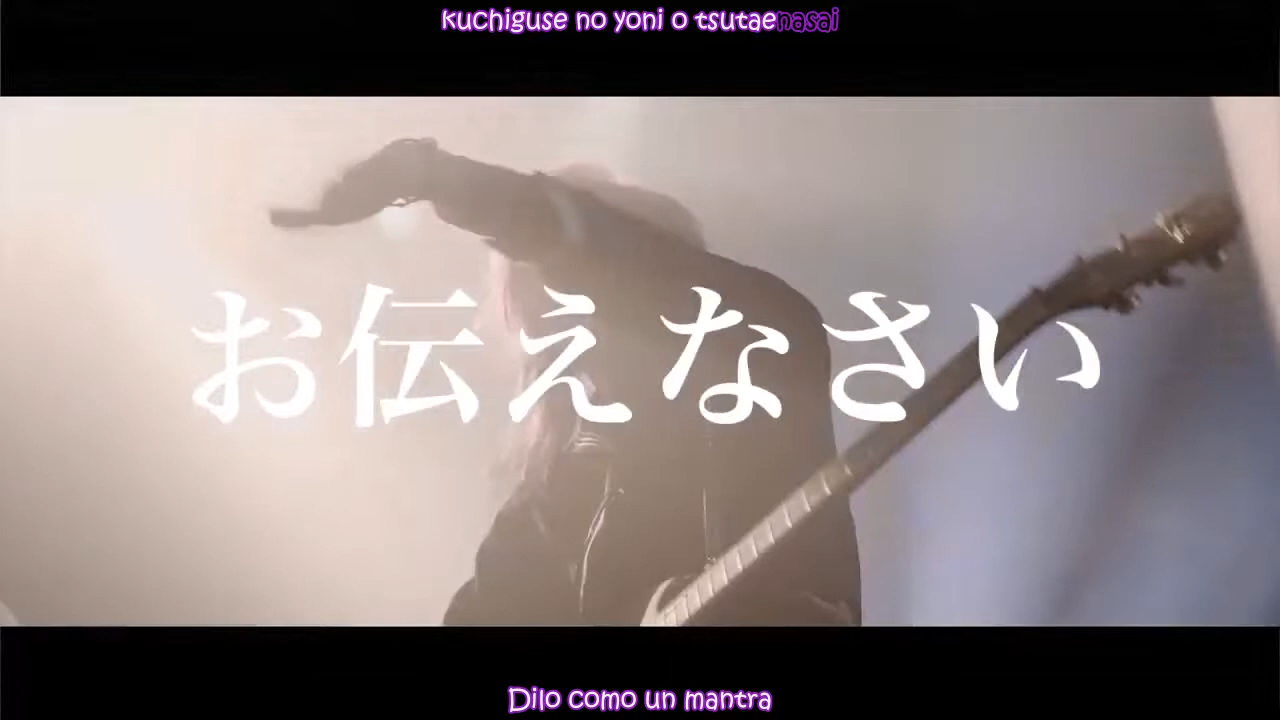 kuchiguse no yoni o tsutaenasai
お伝えなさい
Dilo como un mantra